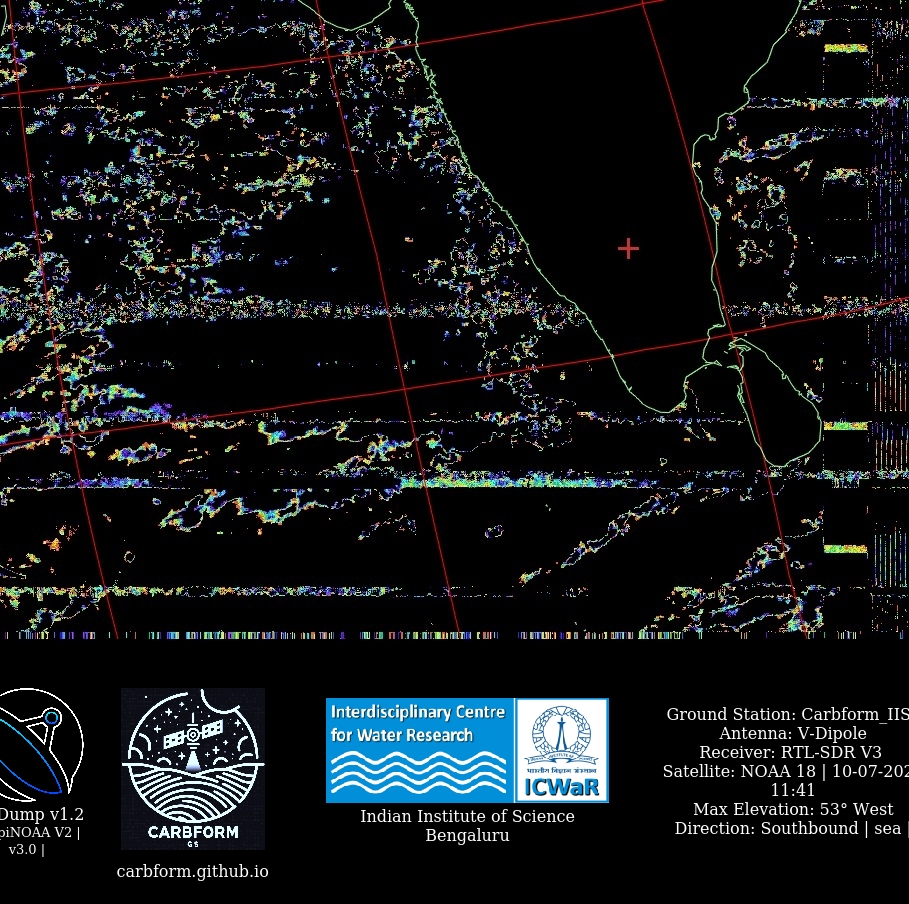 Dump v1.2
piNOAA V2 |
v3.0 |
CARBFORM
GS
carbform.github.io
Interdisciplinary Centre
for Water Research
भारतीय विज्ञान संस्थान
ICWaR
Indian Institute of Science
Bengaluru
Ground Station: Carbform_IIS
Antenna: V-Dipole
Receiver: RTL-SDR V3
Satellite: NOAA 18 | 10-07-202
11:41
Max Elevation: 53° West
Direction: Southbound | sea |